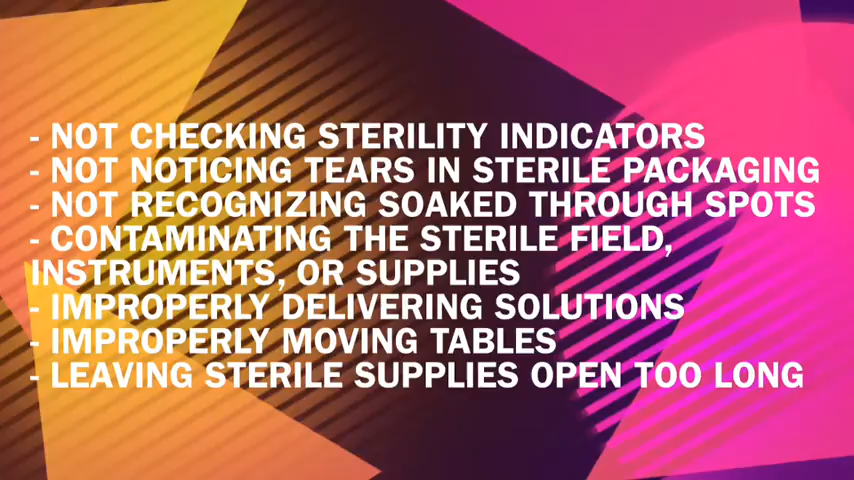 - NOT CHECKING STERILITY INDICATORS
- NOT NOTICING TEARS IN STERILE PACKAGING
- NOT RECOGNIZING SOAKED THROUGH SPOTS
- CONTAMINATING THE STERILE FIELD,
INSTRUMENTS, OR SUPPLIES
- IMPROPERLY DELIVERING SOLUTIONS
- IMPROPERLY MOVING TABLES
- LEAVING STERILE SUPPLIES OPEN TOO LONG